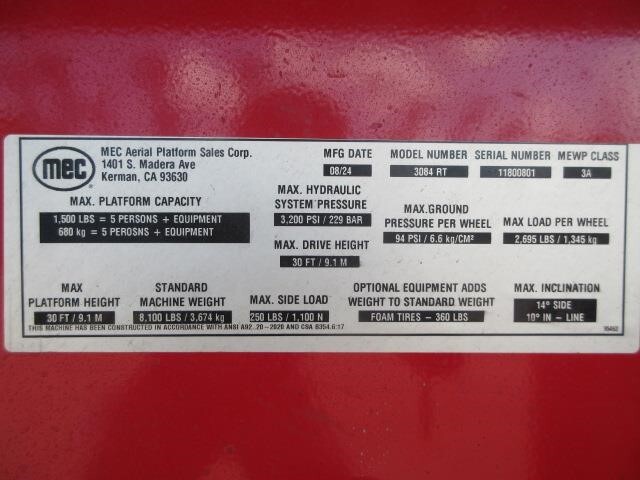 mec
MEC Aerial Platform Sales Corp.
1401 S. Madera Ave
Kerman, CA 93630
MFG DATE
08/24
MODEL NUMBER
3084 RT
SERIAL NUMBER
11800801
MEWP CLASS
3A
MAX. PLATFORM CAPACITY
1,500 LBS = 5 PERSONS + EQUIPMENT
680 kg = 5 PEROSNS + EQUIPMENT
MAX. HYDRAULIC
SYSTEM PRESSURE
3,200 PSI / 229 BAR
MAX. DRIVE HEIGHT
30 FT / 9.1 M
MAX.GROUND
PRESSURE PER WHEEL
94 PSI / 6.6 kg/CM²
MAX LOAD PER WHEEL
2,695 LBS / 1,345 kg
MAX
PLATFORM HEIGHT
30 FT / 9.1 M
STANDARD
MACHINE WEIGHT
8,100 LBS / 3,674 kg
MAX. SIDE LOAD
250 LBS / 1,100 N
OPTIONAL EQUIPMENT ADDS
WEIGHT TO STANDARD WEIGHT
FOAM TIRES - 360 LBS
MAX. INCLINATION
14° SIDE
10° IN - LINE
THIS MACHINE HAS BEEN CONSTRUCTED IN ACCORDANCE WITH ANSI A92..20-2020 AND CSA B354.6:17